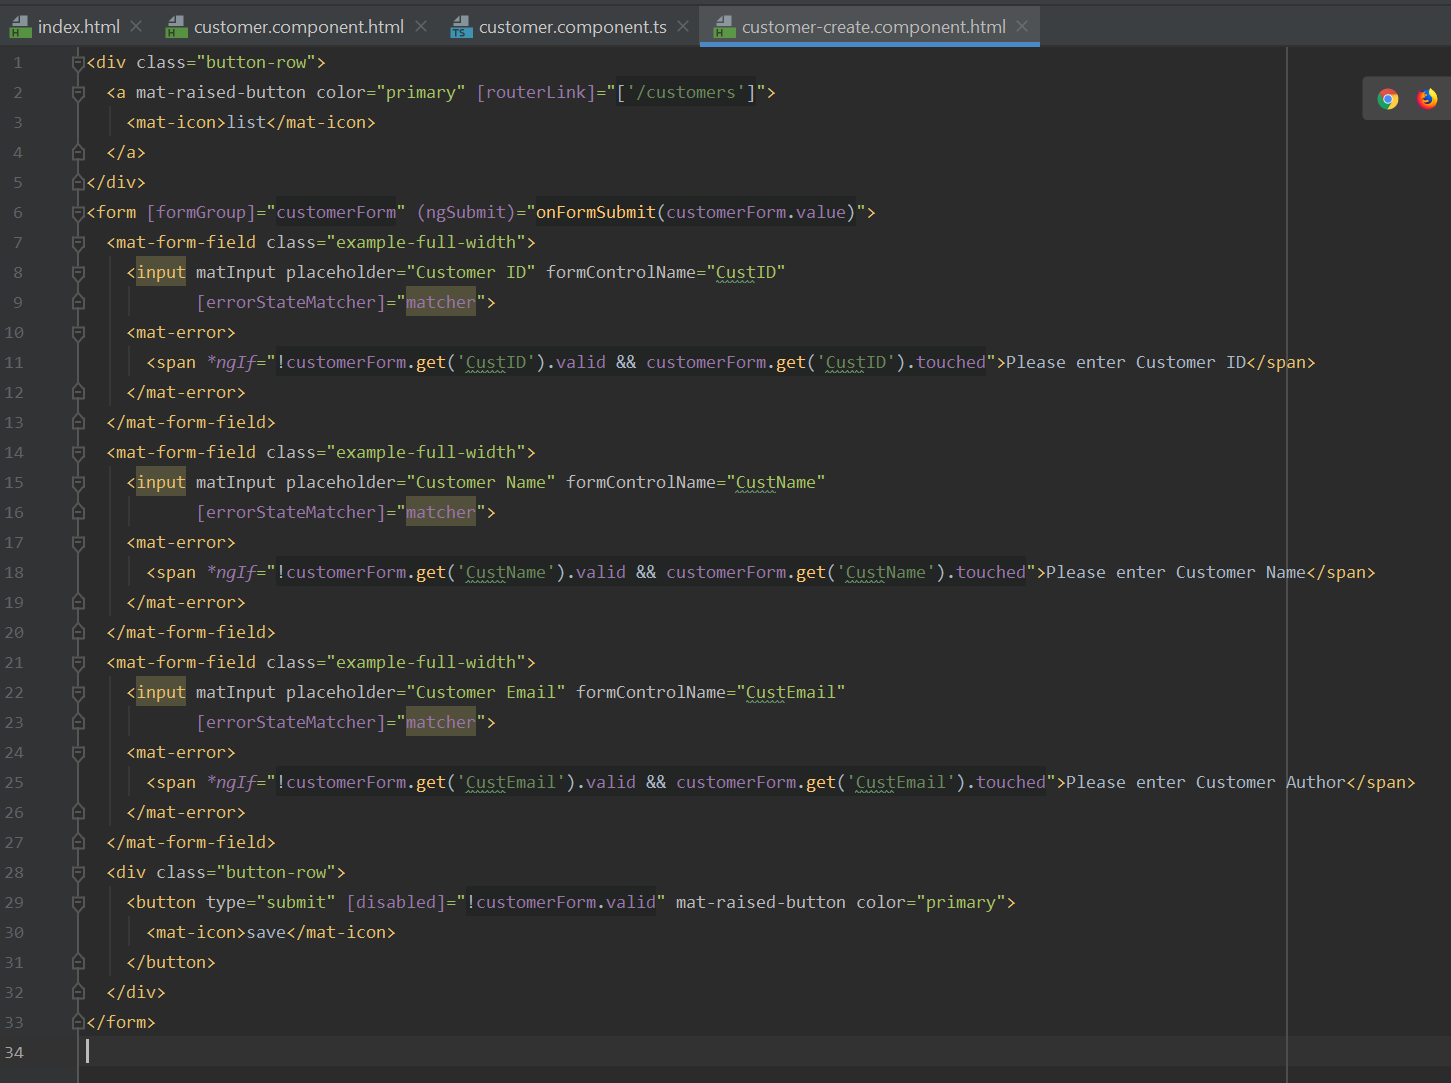 index.html customer.component.html customer.component.ts customer-create.component.html
1 <div class="button-row">
2 <a mat-raised-button color="primary" [routerLink]="['/customers']">
3 <mat-icon>list</mat-icon>
4 </a>
5 </div>
6 <form [formGroup]="customerForm" (ngSubmit)="onFormSubmit(customerForm.value)">
7 <mat-form-field class="example-full-width">
8 <input matInput placeholder="Customer ID" formControlName="CustID"
9 [errorStateMatcher]="matcher">
10 <mat-error>
11 <span *ngIf="!customerForm.get('CustID').valid && customerForm.get('CustID').touched">Please enter Customer ID</span>
12 </mat-error>
13 </mat-form-field>
14 <mat-form-field class="example-full-width">
15 <input matInput placeholder="Customer Name" formControlName="CustName"
16 [errorStateMatcher]="matcher">
17 <mat-error>
18 <span *ngIf="!customerForm.get('CustName').valid && customerForm.get('CustName').touched">Please enter Customer Name</span>
19 </mat-error>
20 </mat-form-field>
21 <mat-form-field class="example-full-width">
22 <input matInput placeholder="Customer Email" formControlName="CustEmail"
23 [errorStateMatcher]="matcher">
24 <mat-error>
25 <span *ngIf="!customerForm.get('CustEmail').valid && customerForm.get('CustEmail').touched">Please enter Customer Author</span>
26 </mat-error>
27 </mat-form-field>
28 <div class="button-row">
29 <button type="submit" [disabled]="!customerForm.valid" mat-raised-button color="primary">
30 <mat-icon>save</mat-icon>
31 </button>
32 </div>
33 </form>
34